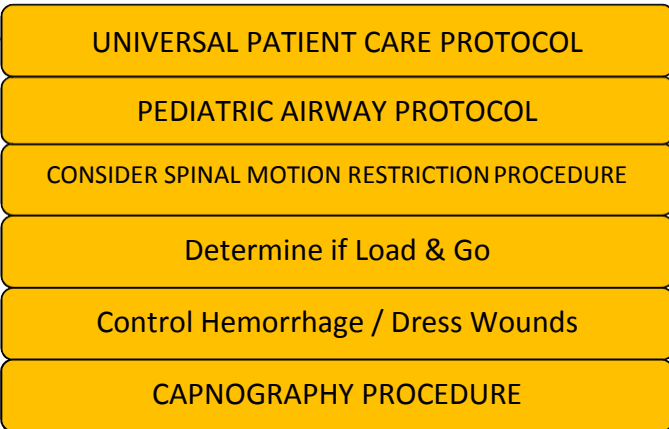 UNIVERSAL PATIENT CARE PROTOCOL
PEDIATRIC AIRWAY PROTOCOL
CONSIDER SPINAL MOTION RESTRICTION PROCEDURE
Determine if Load & Go
Control Hemorrhage / Dress Wounds
CAPNOGRAPHY PROCEDURE